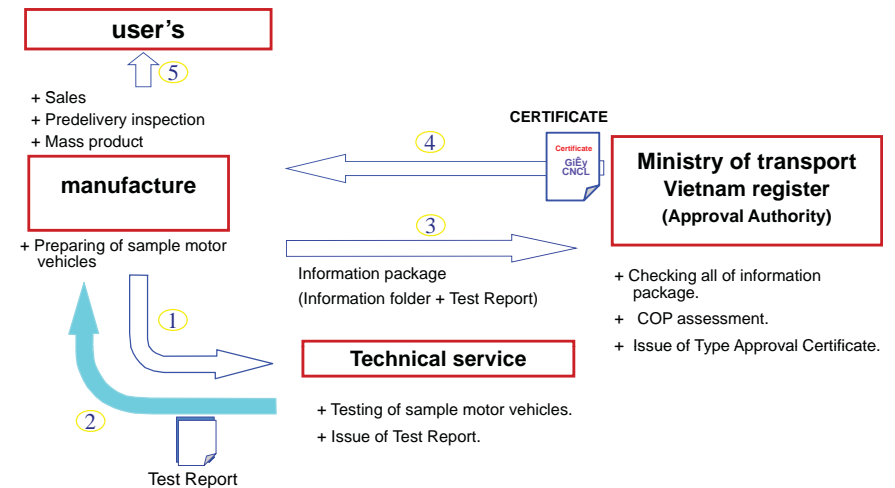 user’s
5
+ Sales
+ Predelivery inspection
+ Mass product
manufacture
+ Preparing of sample motor
vehicles
CERTIFICATE
4
Certificate
GiÊy
CNCL
Ministry of transport
Vietnam register
(Approval Authority)
3
Information package
(Information folder + Test Report)
+ Checking all of information
package.
+ COP assessment.
+ Issue of Type Approval Certificate.
1
Technical service
+ Testing of sample motor vehicles.
+ Issue of Test Report.
2
Test Report